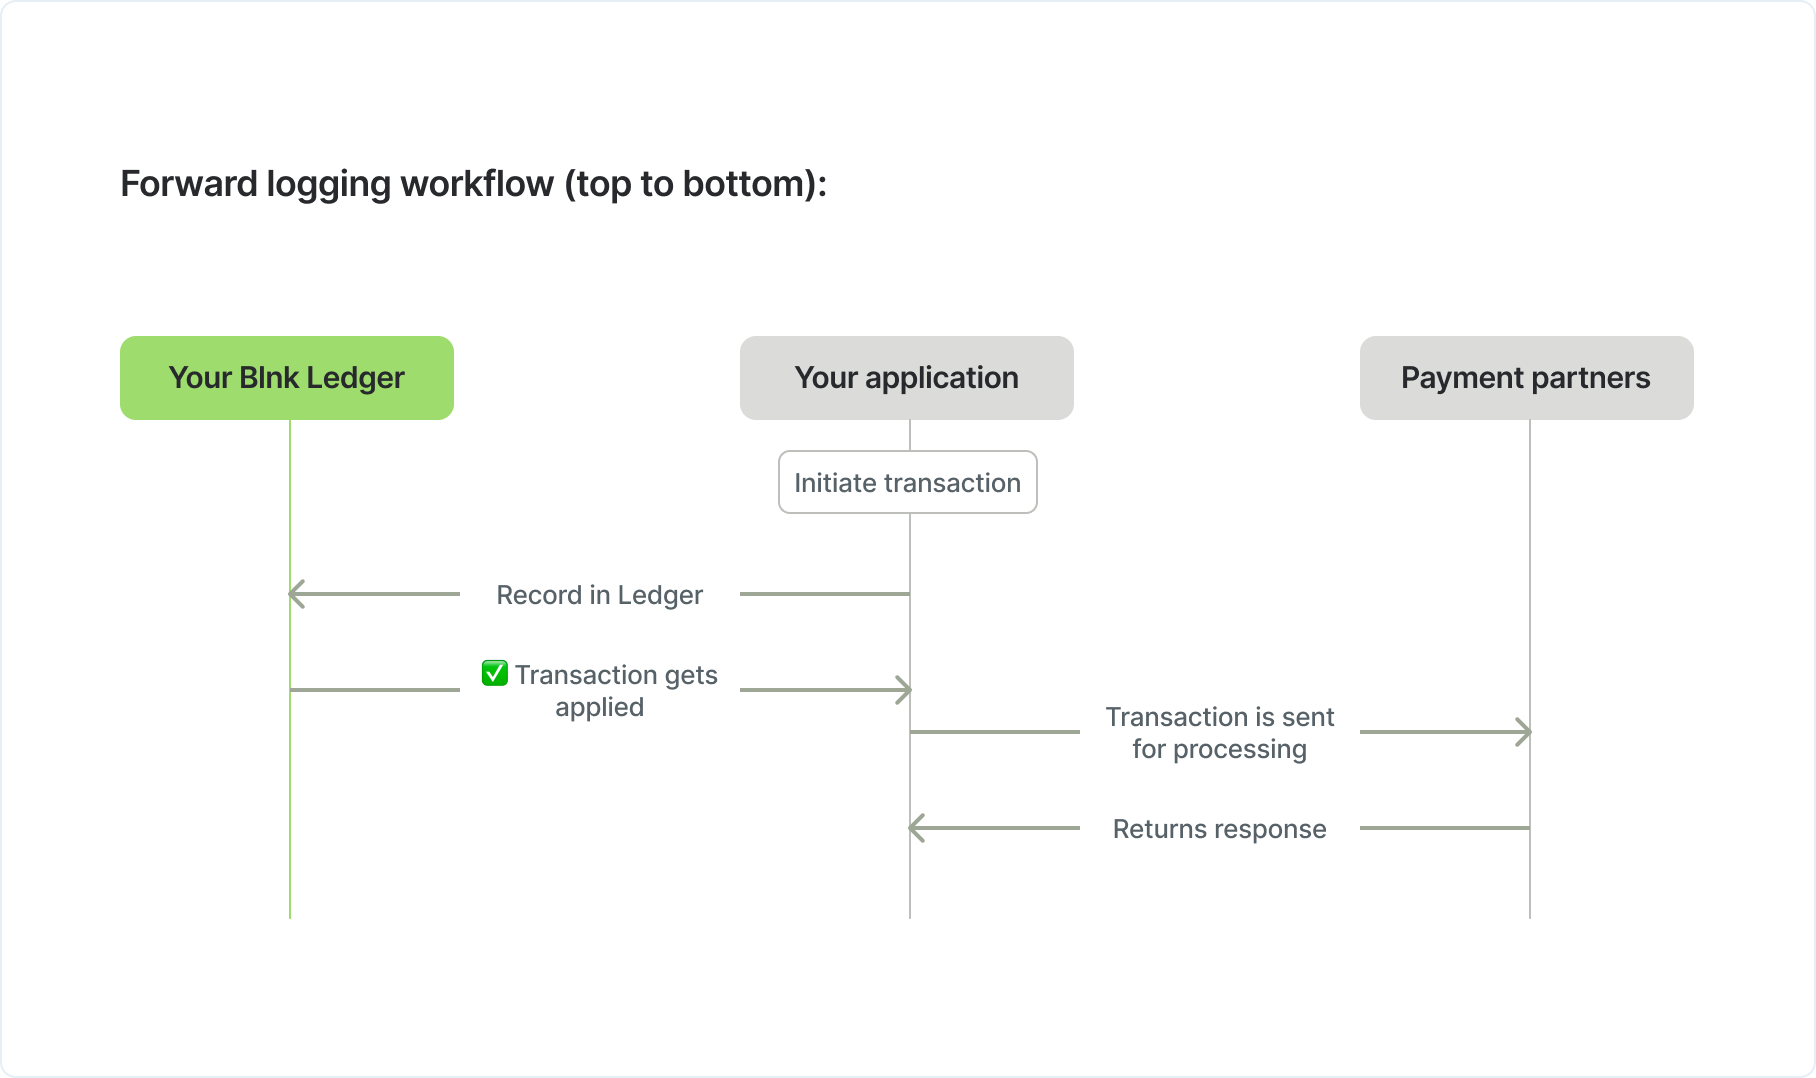 Forward logging workflow (top to bottom):
Your Blnk Ledger
Your application
Payment partners
Initiate transaction
Record in Ledger
✅ Transaction gets
applied
Transaction is sent
for processing
Returns response